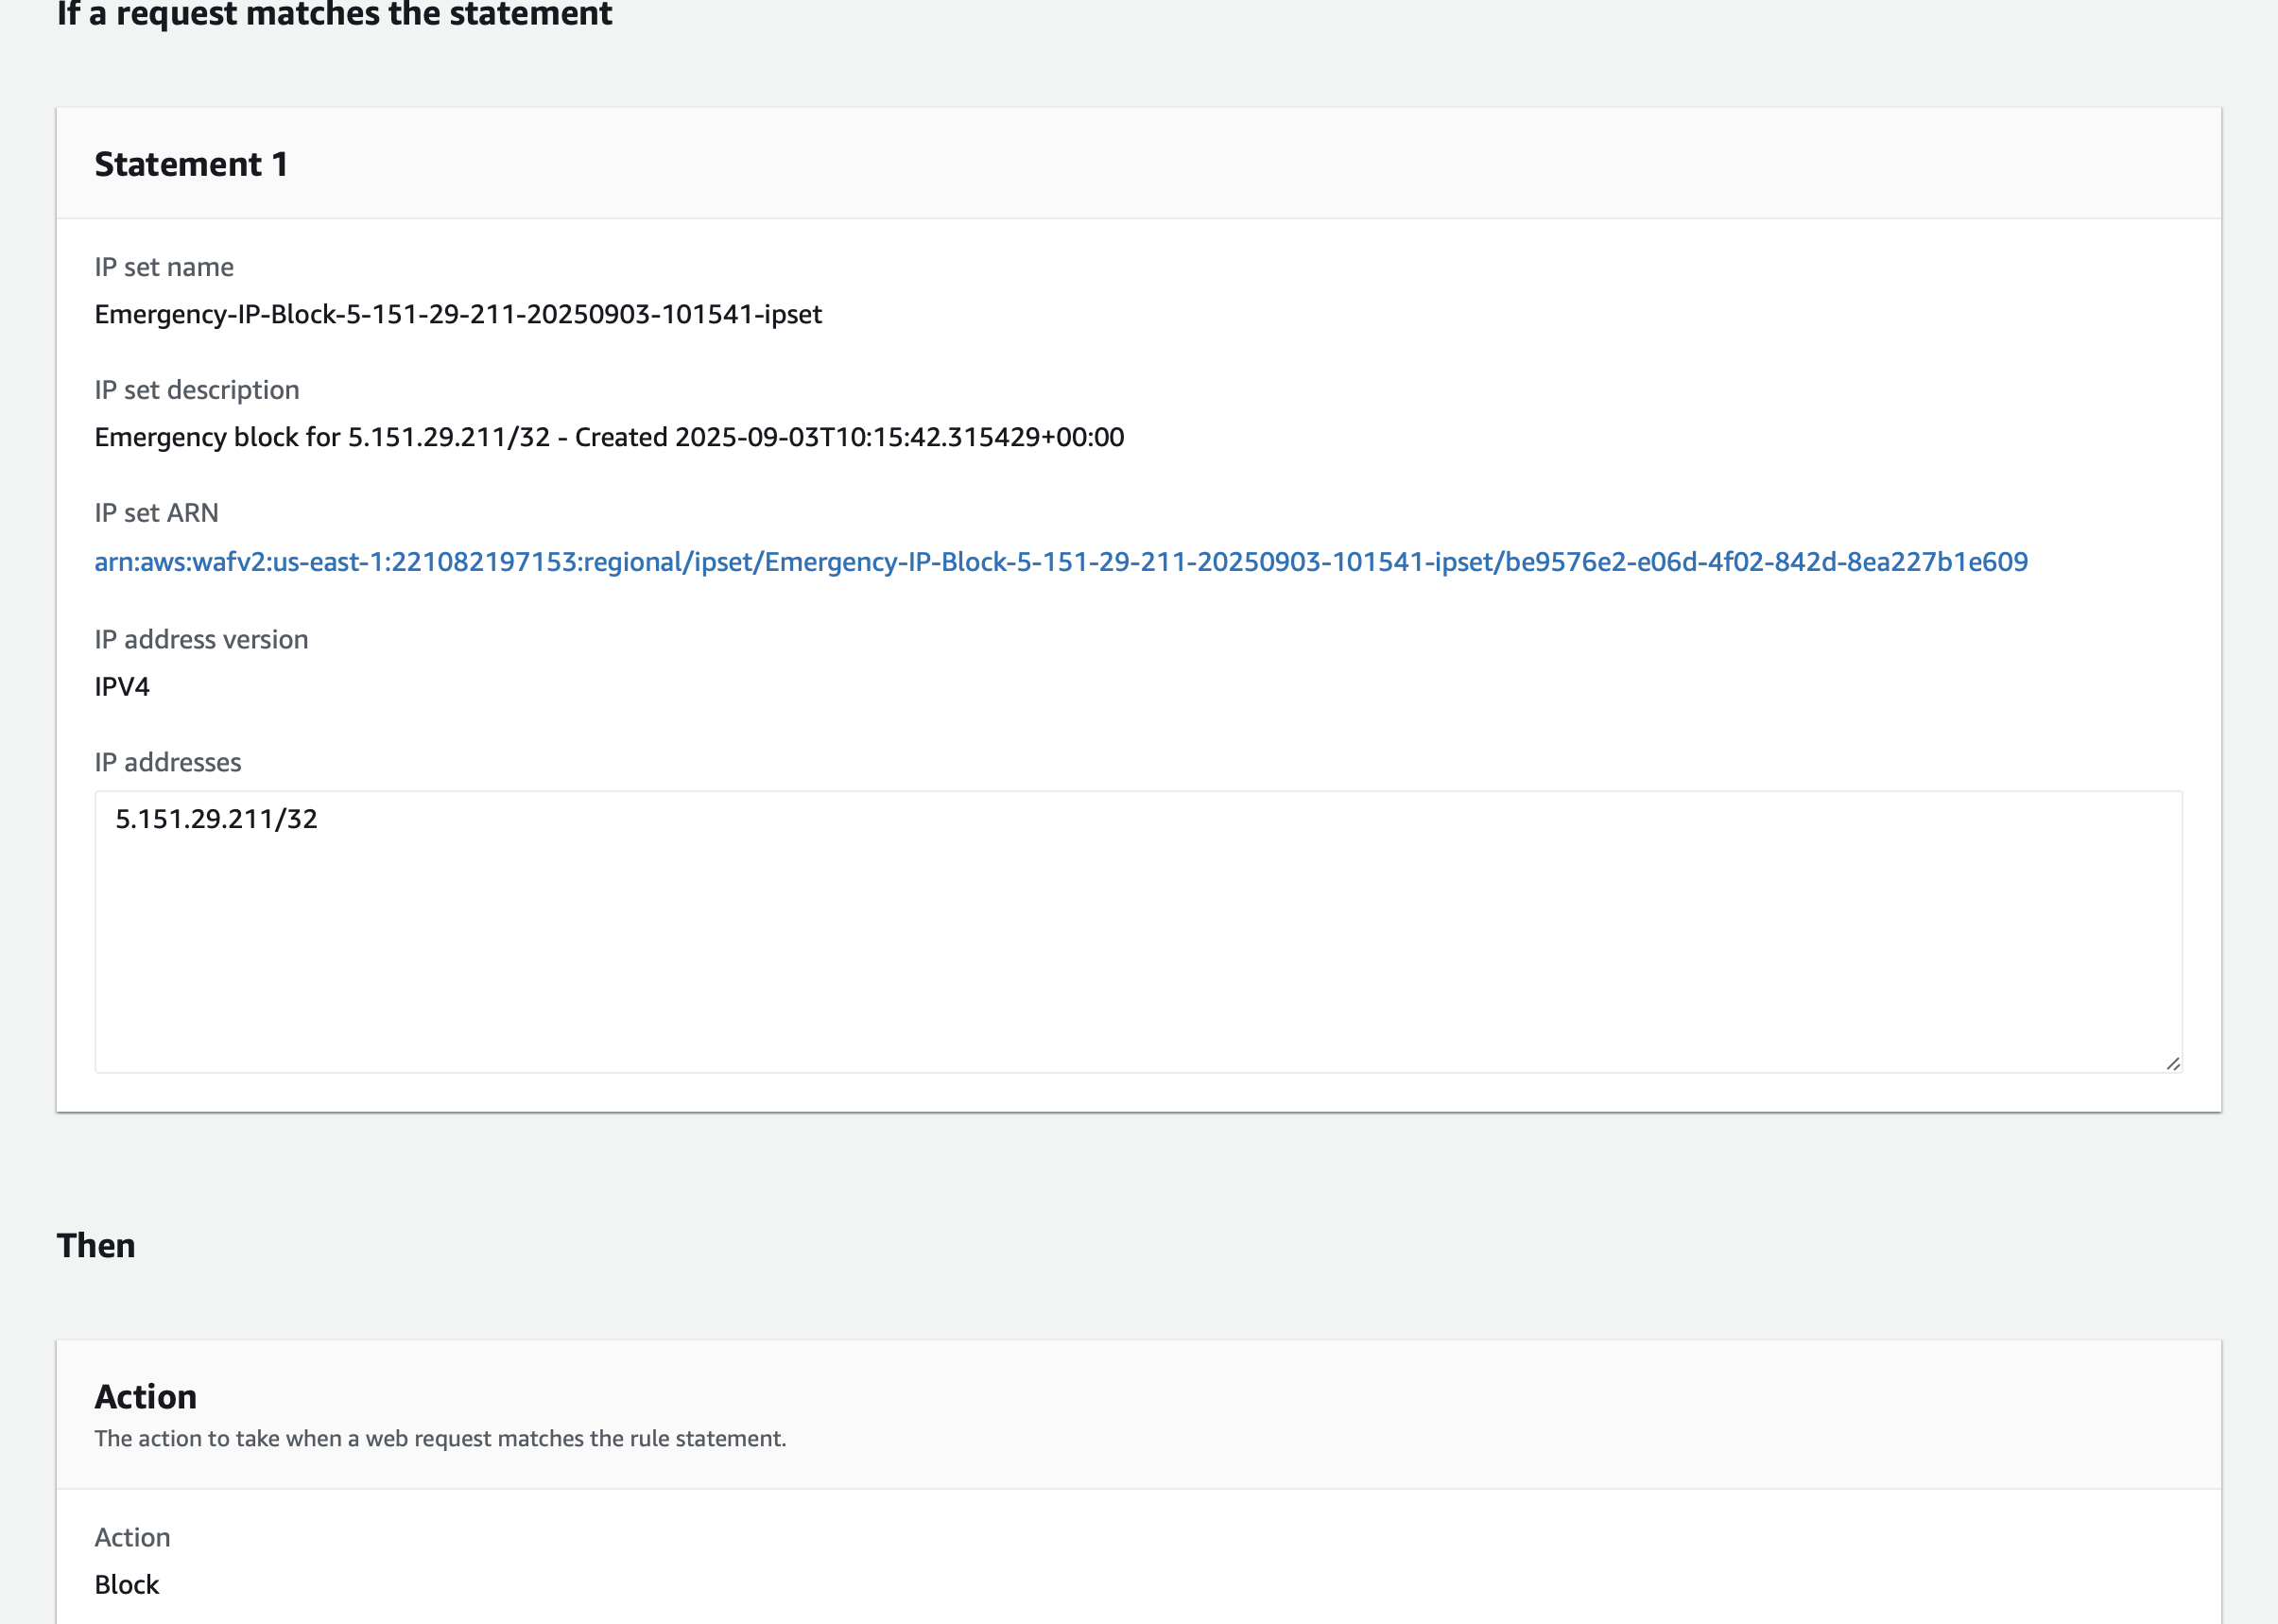 If a request matches the statement
Statement 1
IP set name
Emergency-IP-Block-5-151-29-211-20250903-101541-ipset
IP set description
Emergency block for 5.151.29.211/32 - Created 2025-09-03T10:15:42.315429+00:00
IP set ARN
arn:aws:wafv2:us-east-1:221082197153:regional/ipset/Emergency-IP-Block-5-151-29-211-20250903-101541-ipset/be9576e2-e06d-4f02-842d-8ea227b1e609
IP address version
IPV4
IP addresses
5.151.29.211/32
Then
Action
The action to take when a web request matches the rule statement.
Action
Block